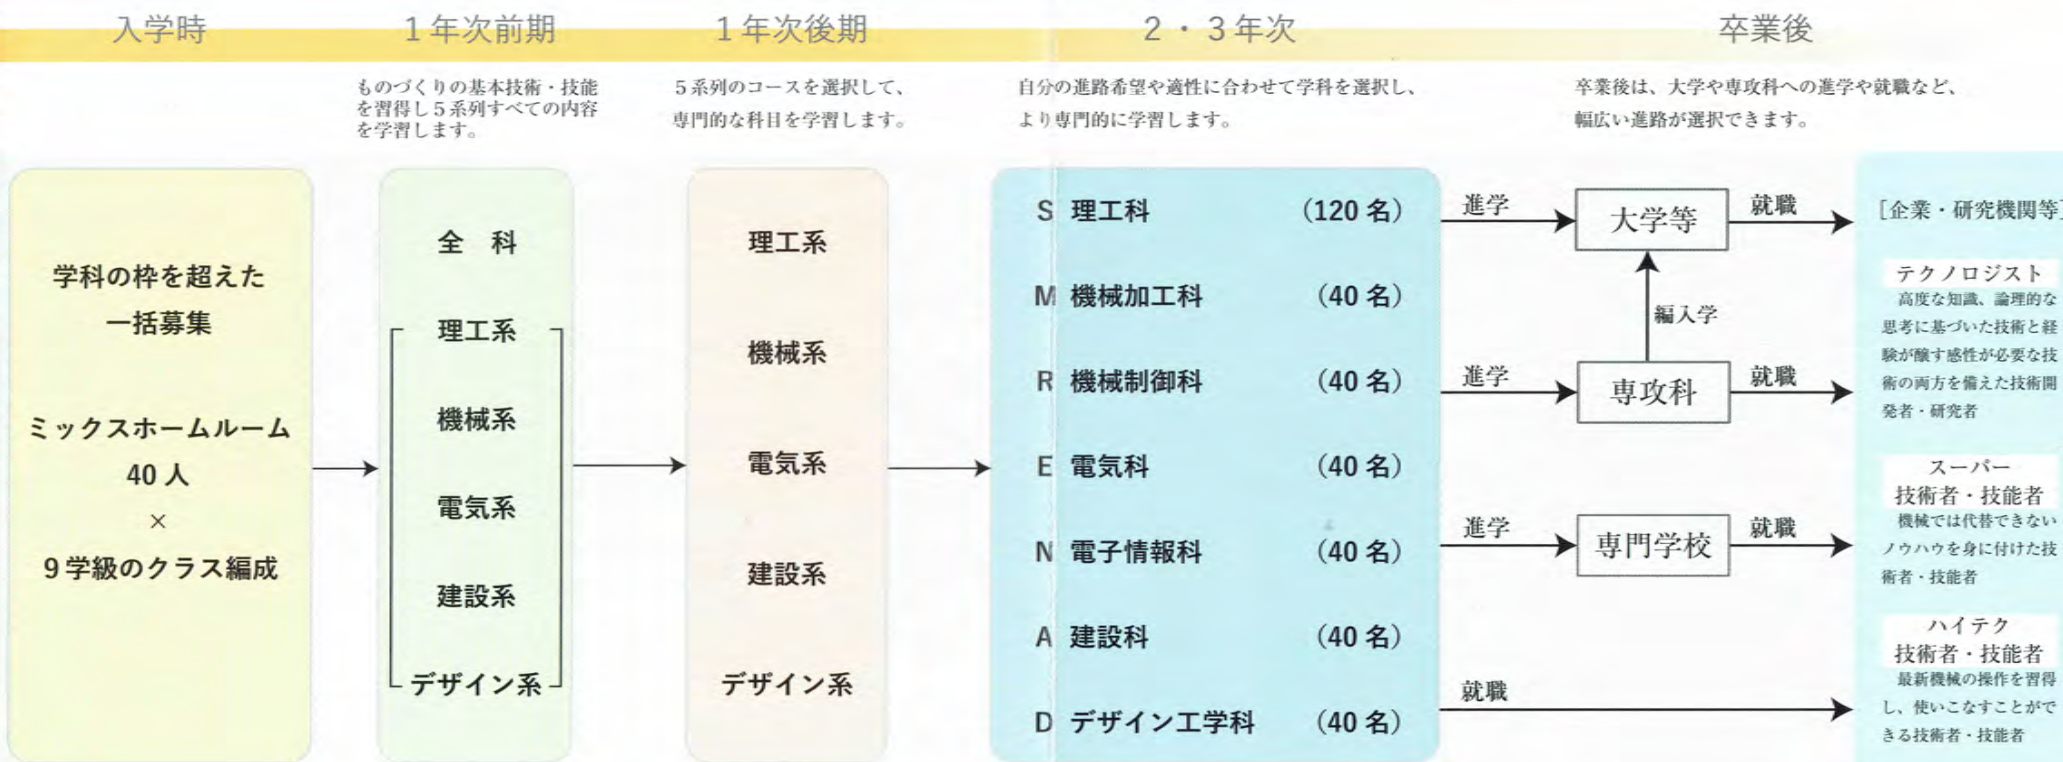 入学時
1年次前期
1年次後期
2・3年次
卒業後
ものづくりの基本技術・技能
を習得し5系列すべての内容
を学習します。
5系列のコースを選択して、
専門的な科目を学習します。
自分の進路希望や適性に合わせて学科を選択し、
より専門的に学習します。
卒業後は、大学や専攻科への進学や就職など、
幅広い進路が選択できます。
学科の枠を超えた
一括募集
ミックスホームルーム
40人
×
9学級のクラス編成
全 科
理工系
機械系
電気系
建設系
デザイン系
理工系
機械系
電気系
建設系
デザイン系
S 理工科 (120名)
M 機械加工科 (40名)
R 機械制御科 (40名)
E 電気科 (40名)
N 電子情報科 (40名)
A 建設科 (40名)
D デザイン工学科 (40名)
進学
大学等
就職
編入学
進学
専攻科
就職
進学
専門学校
就職
就職
[企業・研究機関等]
テクノロジスト
高度な知識、論理的な
思考に基づいた技術と経
験が醸す感性が必要な技
術の両方を備えた技術開
発者・研究者
スーパー
技術者・技能者
機械では代替できない
ノウハウを身に付けた技
術者・技能者
ハイテク
技術者・技能者
最新機械の操作を習得
し、使いこなすことがで
きる技術者・技能者